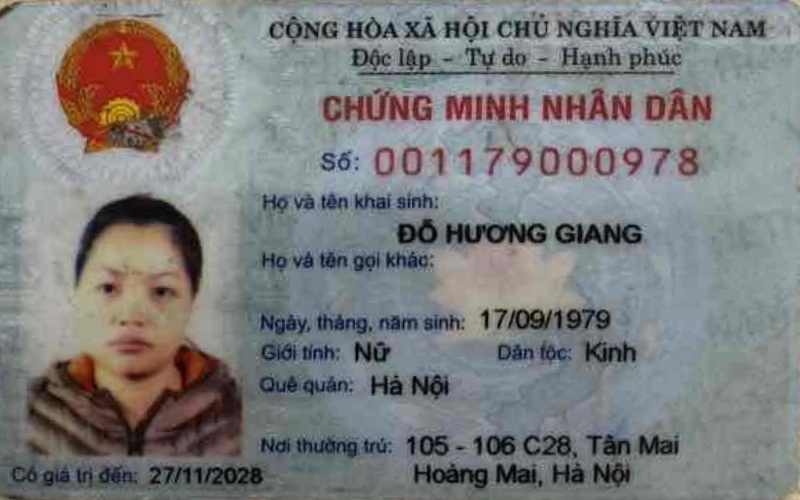 CỘNG HÒA XÃ HỘI CHỦ NGHĨA VIỆT NAM
Độc lập - Tự do - Hạnh phúc
CHỨNG MINH NHÂN DÂN
Số: 001179000978
Họ và tên khai sinh:
ĐỖ HƯƠNG GIANG
Họ và tên gọi khác:
Ngày, tháng, năm sinh: 17/09/1979
Giới tính: Nữ Dân tộc: Kinh
Quê quán: Hà Nội
Nơi thường trú: 105 - 106 C28, Tân Mai
Hoàng Mai, Hà Nội
Có giá trị đến: 27/11/2028